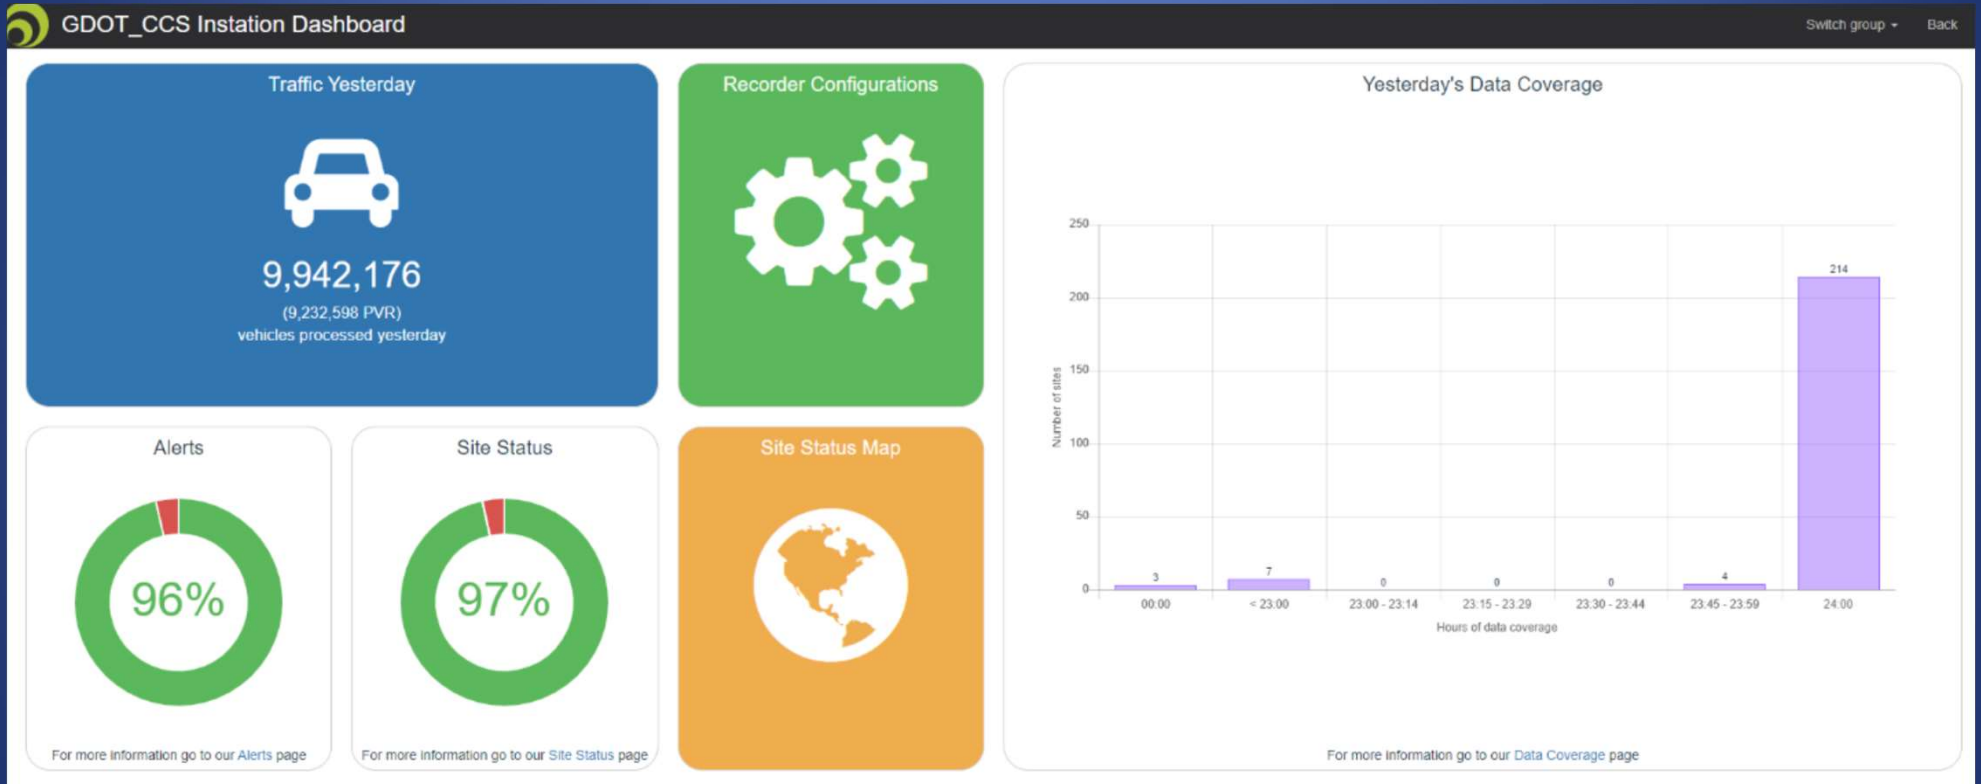 GDOT_CCS Instation Dashboard
Switch group
Back
Traffic Yesterday
9,942,176
(9,232,598 PVR)
vehicles processed yesterday
Recorder Configurations
Yesterday's Data Coverage
250
200
150
100
50
0
Number of sites
3
7
0
0
0
4
214
00:00
< 23:00
23:00 - 23:14
23:15 - 23:29
23:30 - 23:44
23:45 - 23:59
24:00
Hours of data coverage
For more information go to our Data Coverage page
Alerts
96%
For more information go to our Alerts page
Site Status
97%
For more information go to our Site Status page
Site Status Map